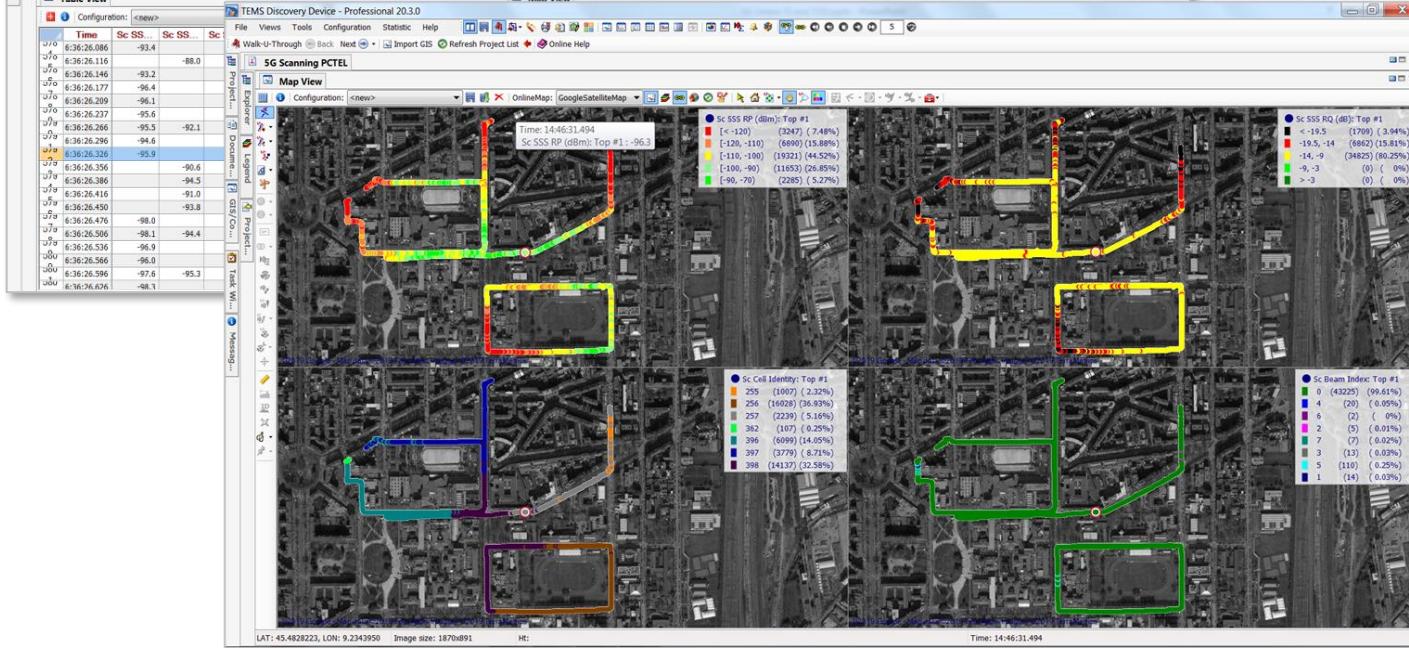 Table View
Configuration: <new>
Time Sc SS... Sc SS... Sc
6:36:26.086 -93.4
6:36:26.116 -88.0
6:36:26.146 -93.2
6:36:26.177 -96.4
6:36:26.209 -96.1
6:36:26.237 -95.6
6:36:26.266 -95.5 -92.1
6:36:26.296 -94.6
6:36:26.326 -95.9
6:36:26.356 -90.6
6:36:26.386 -94.5
6:36:26.416 -91.0
6:36:26.450 -93.8
6:36:26.476 -98.0
6:36:26.506 -98.1 -94.4
6:36:26.536 -96.9
6:36:26.566 -96.0
6:36:26.596 -97.6 -95.3
6:36:26.626 -98.3
TEMS Discovery Device - Professional 20.3.0
File Views Tools Configuration Statistic Help 5
Walk-U-Through Back Next Import GIS Refresh Project List Online Help
5G Scanning PCTEL
Map View
Configuration: <new> OnlineMap: GoogleSatelliteMap
Project...
Docume...
GIS/Co...
Task Wi...
Messag...
Explorer
Legend
Project...
Time: 14:46:31.494
Sc SSS RP (dBm): Top #1 : -96.3
Sc SSS RP (dBm): Top #1
[< -120) (3247) ( 7.48%)
[-120, -110) (6890) (15.88%)
[-110, -100) (19321) (44.52%)
[-100, -90) (11653) (26.85%)
[-90, -70) (2285) ( 5.27%)
Sc SSS RQ (dB): Top #1
< -19.5 (1709) ( 3.94%)
-19.5, -14 (6862) (15.81%)
-14, -9 (34825) (80.25%)
-9, -3 (0) ( 0%)
> -3 (0) ( 0%)
Sc Cell Identity: Top #1
255 (1007) ( 2.32%)
256 (16028) (36.93%)
257 (2239) ( 5.16%)
362 (107) ( 0.25%)
396 (6099) (14.05%)
397 (3779) ( 8.71%)
398 (14137) (32.58%)
Sc Beam Index: Top #1
0 (43225) (99.61%)
4 (20) ( 0.05%)
6 (2) ( 0%)
2 (5) ( 0.01%)
7 (7) ( 0.02%)
3 (13) ( 0.03%)
5 (110) ( 0.25%)
1 (14) ( 0.03%)
LAT: 45.4828223, LON: 9.2343950 Image size: 1870x891 Ht: Time: 14:46:31.494